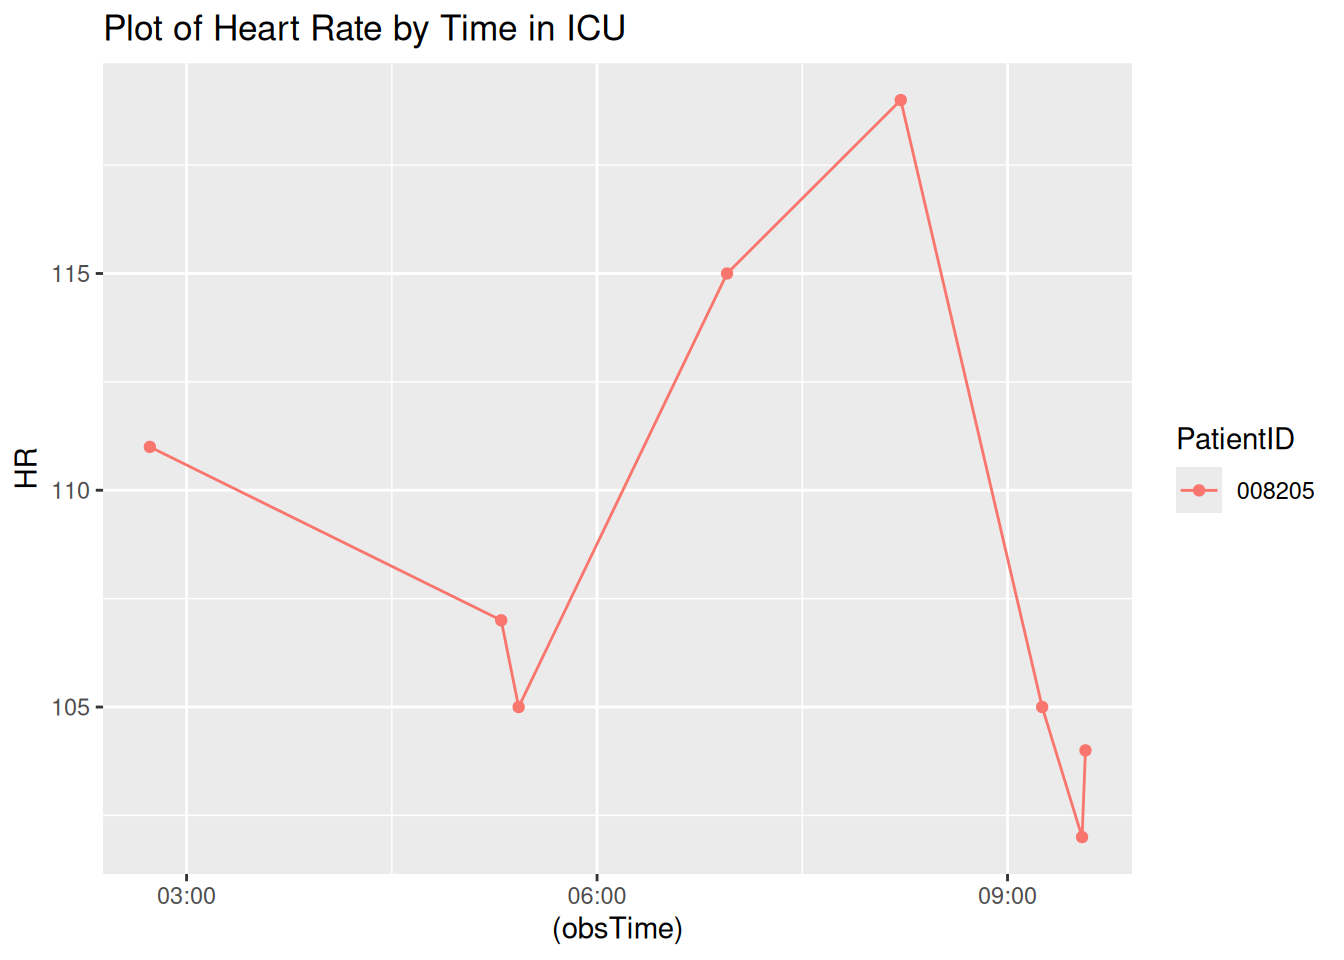 Plot of Heart Rate by Time in ICU
HR
115
110
105
03:00 06:00 09:00
(obsTime)
PatientID
008205